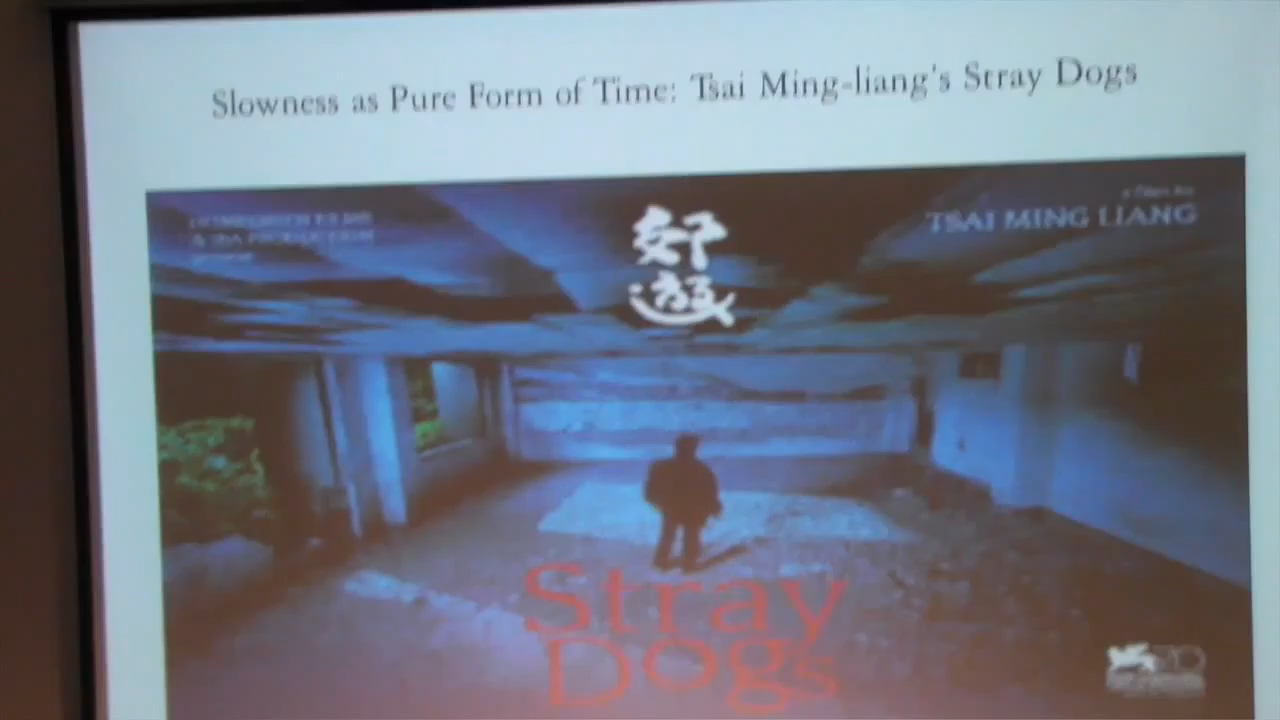 Slowness as Pure Form of Time: Tsai Ming-liang's Stray Dogs
郊
遊
TSAI MING LIANG
Stray
Dogs